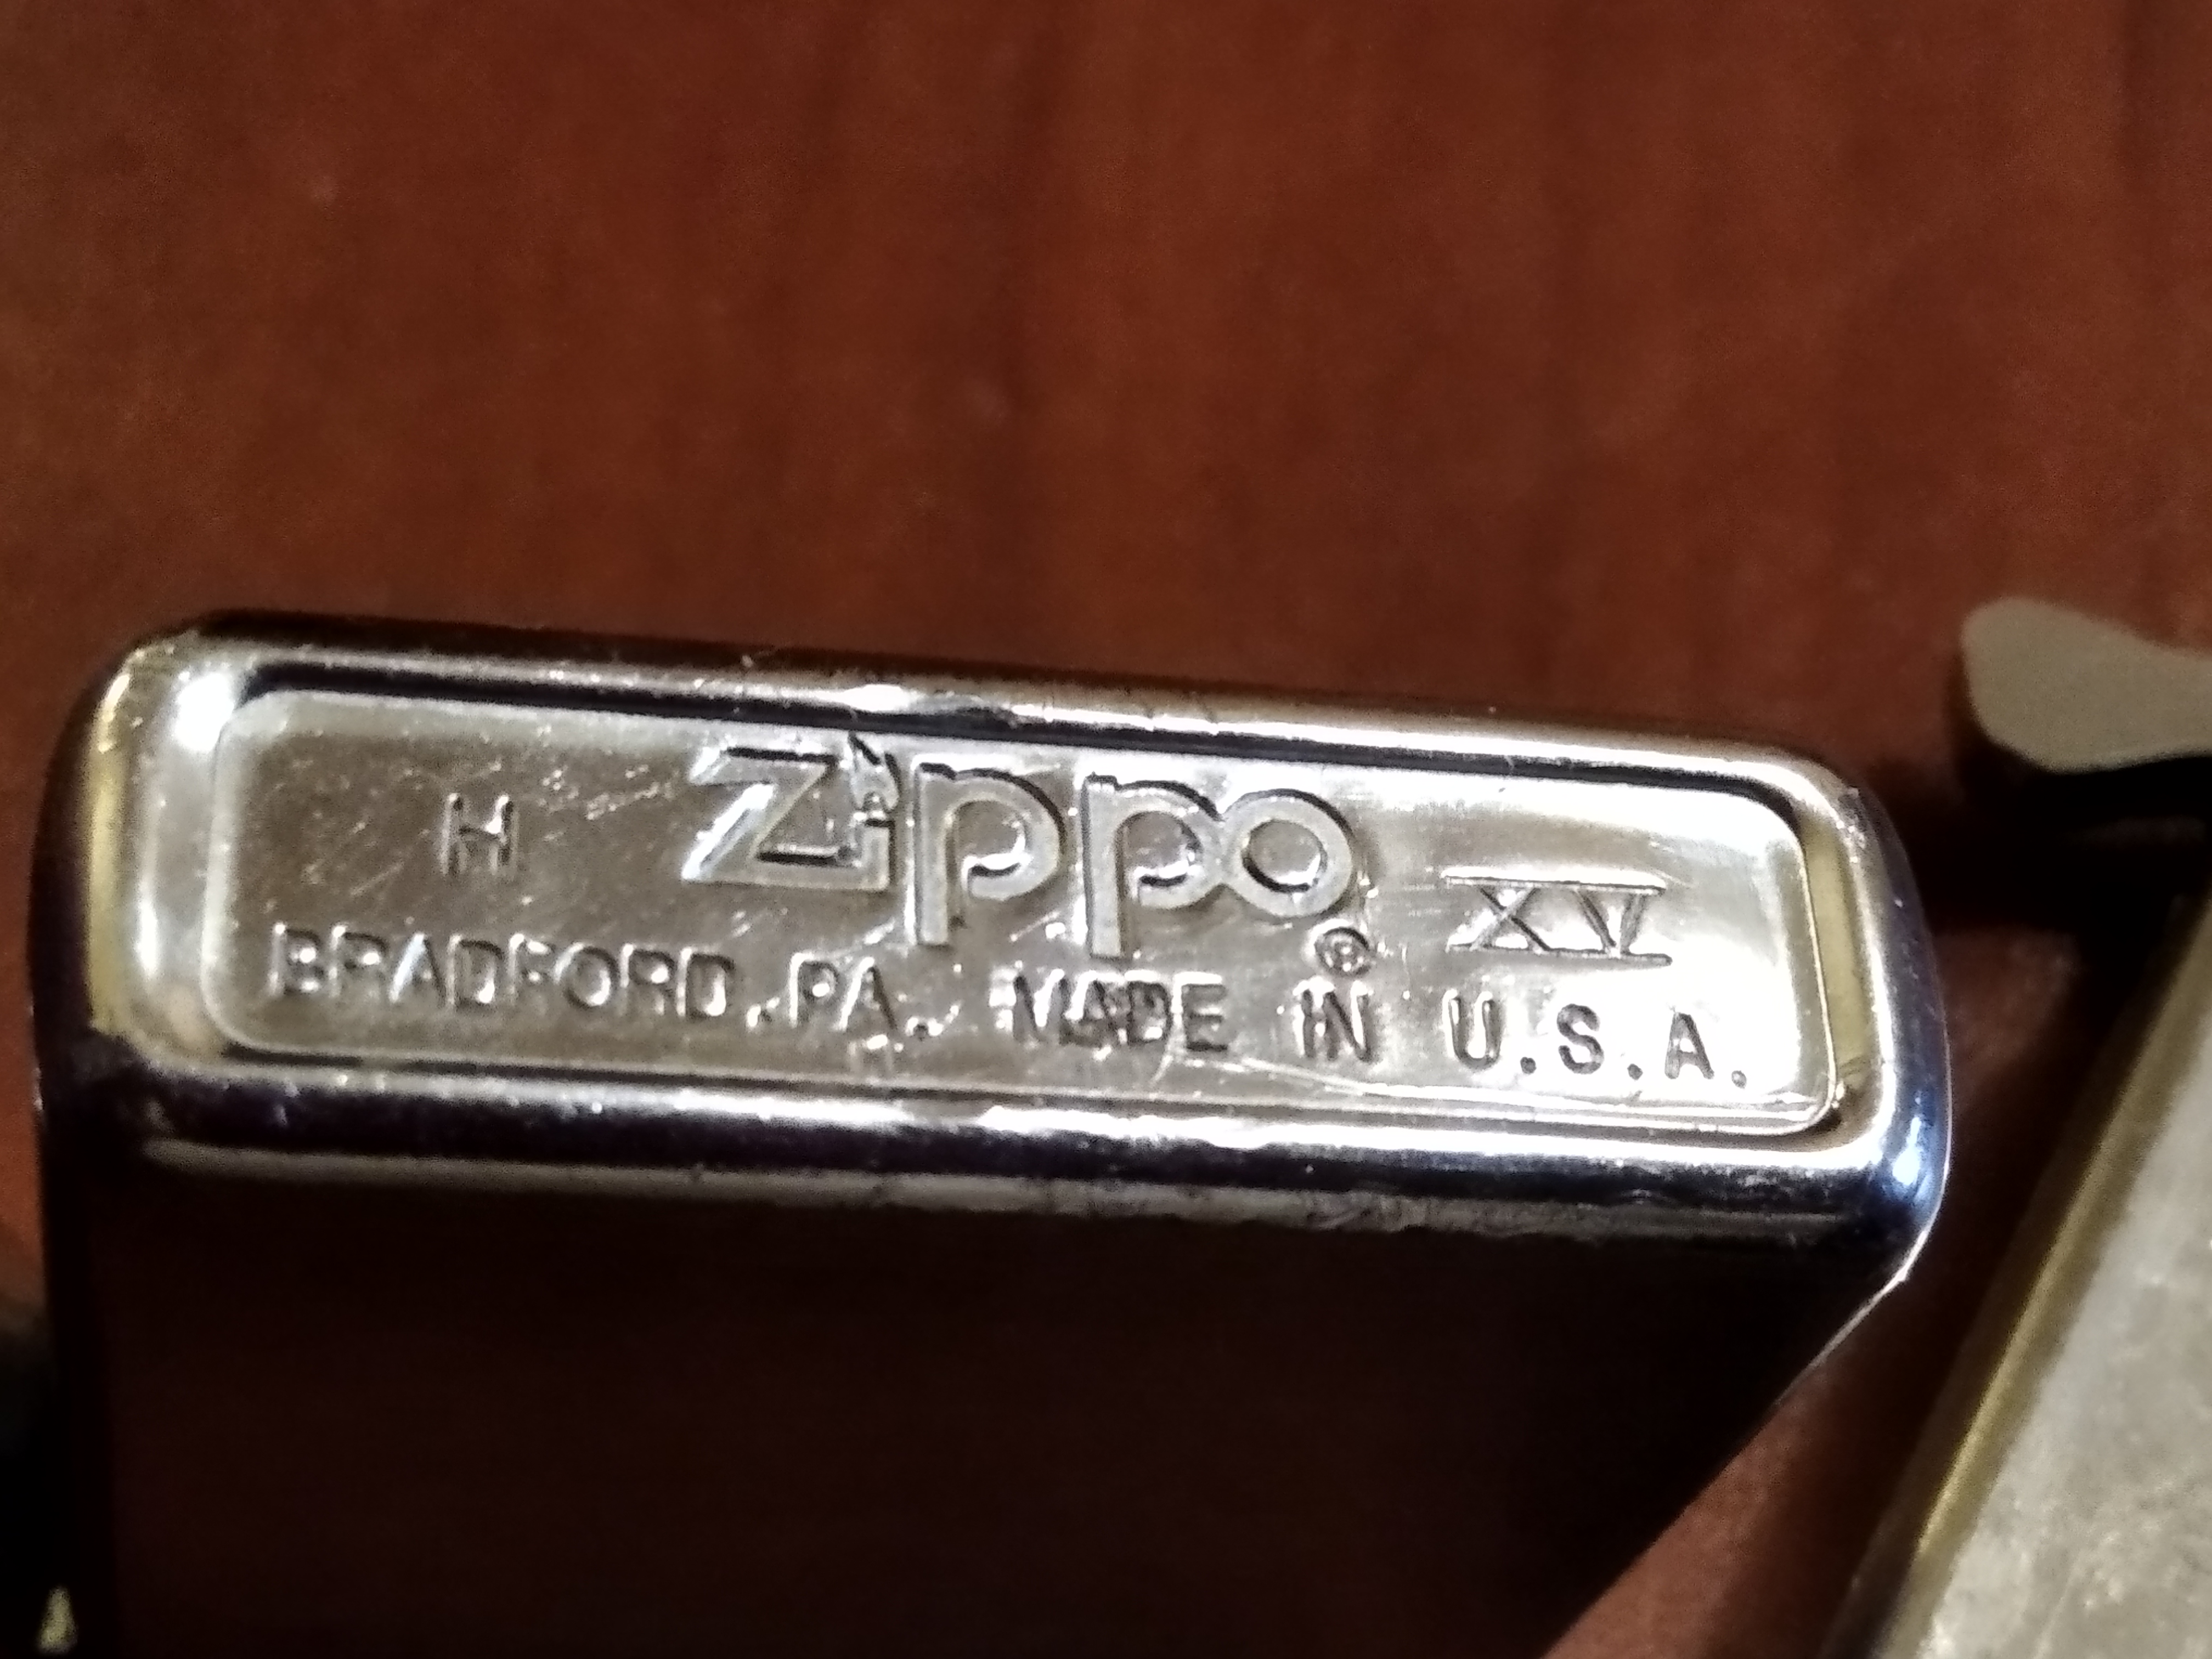 H Zippo ® XV
BRADFORD.PA. MADE IN U.S.A.